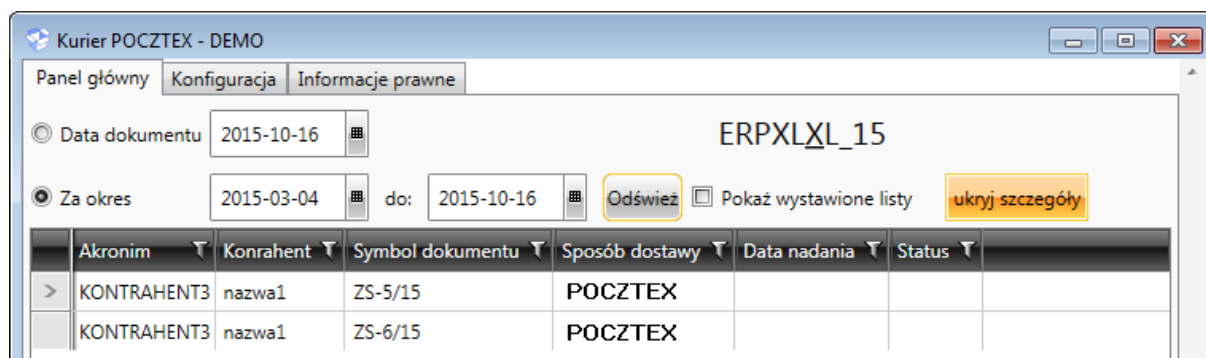 Kurier POCZTEX - DEMO
Panel główny Konfiguracja Informacje prawne
Data dokumentu 2015-10-16 ERPXLXL_15
Za okres 2015-03-04 do: 2015-10-16 Odśwież Pokaż wystawione listy ukryj szczegóły
Akronim Konrahent Symbol dokumentu Sposób dostawy Data nadania Status
KONTRAHENT3 nazwa1 ZS-5/15 POCZTEX
KONTRAHENT3 nazwa1 ZS-6/15 POCZTEX